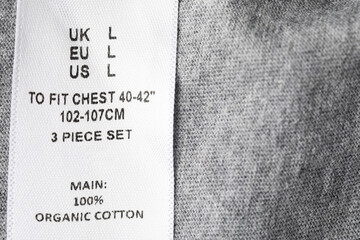 UK L
EU L
US L
TO FIT CHEST 40-42"
102-107CM
3 PIECE SET
MAIN:
100%
ORGANIC COTTON